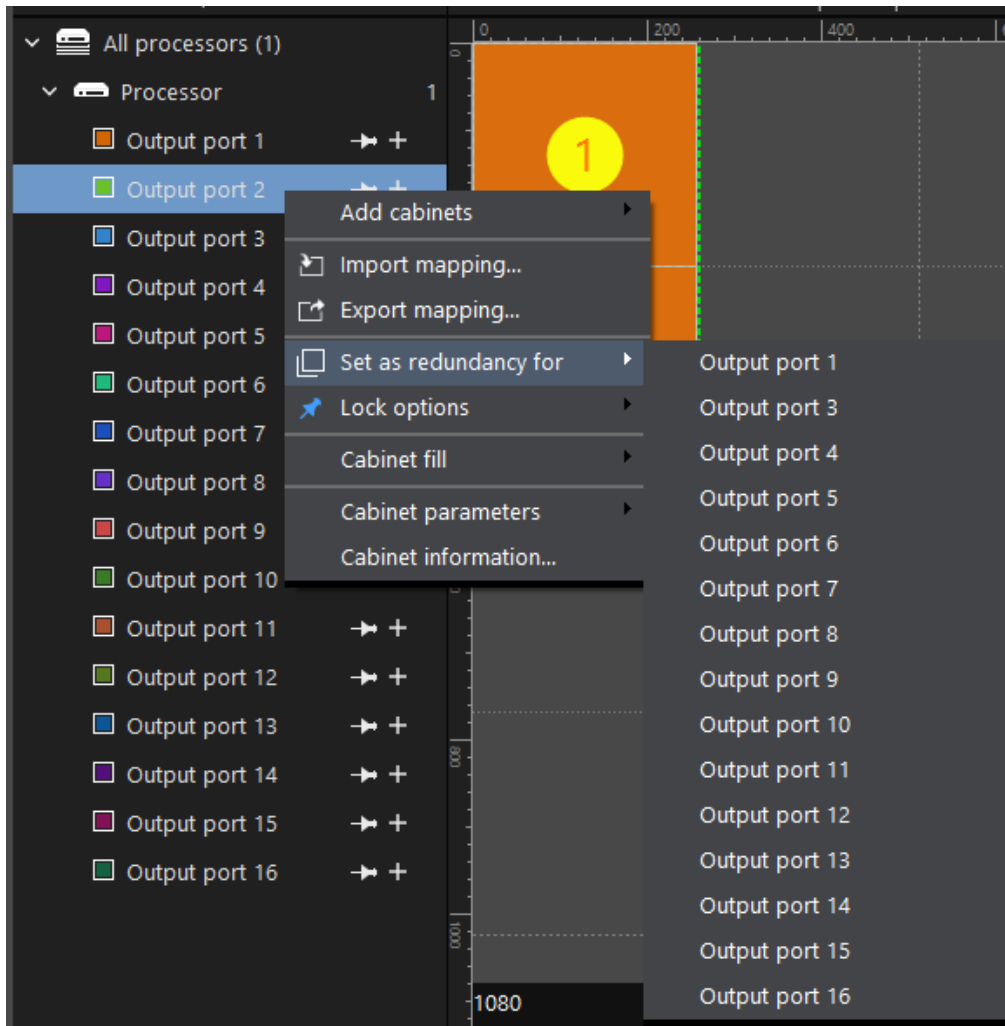 All processors (1)
Processor 1
Output port 1
Output port 2
Output port 3
Output port 4
Output port 5
Output port 6
Output port 7
Output port 8
Output port 9
Output port 10
Output port 11
Output port 12
Output port 13
Output port 14
Output port 15
Output port 16
0 200 400
0
800
1000
1080
1
Add cabinets
Import mapping...
Export mapping...
Set as redundancy for
Lock options
Cabinet fill
Cabinet parameters
Cabinet information...
Output port 1
Output port 3
Output port 4
Output port 5
Output port 6
Output port 7
Output port 8
Output port 9
Output port 10
Output port 11
Output port 12
Output port 13
Output port 14
Output port 15
Output port 16